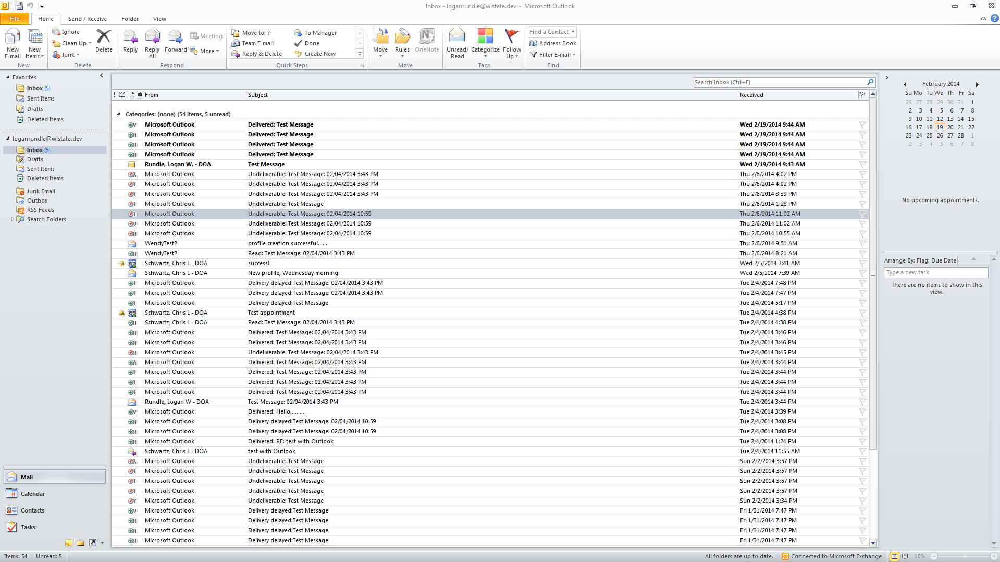 Inbox - loganrundle@wistate.dev - Microsoft Outlook
File Home Send / Receive Folder View
New E-mail New Items New
Ignore Clean Up Junk Delete Delete
Reply Reply All Forward Meeting More Respond
Move to: ? To Manager
Team E-mail Done
Reply & Delete Create New
Quick Steps
Move Rules OneNote Move
Unread/ Read Categorize Follow Up Tags
Find a Contact
Address Book
Filter E-mail
Find
Favorites
Inbox (5)
Sent Items
Drafts
Deleted Items
loganrundle@wistate.dev
Inbox (5)
Drafts
Sent Items
Deleted Items
Junk Email
Outbox
RSS Feeds
Search Folders
Mail
Calendar
Contacts
Tasks
Search Inbox (Ctrl+E)
From Subject Received
Categories: (none) (54 items, 5 unread)
Microsoft Outlook Delivered: Test Message Wed 2/19/2014 9:44 AM
Microsoft Outlook Delivered: Test Message Wed 2/19/2014 9:44 AM
Microsoft Outlook Delivered: Test Message Wed 2/19/2014 9:44 AM
Microsoft Outlook Delivered: Test Message Wed 2/19/2014 9:44 AM
Rundle, Logan W. - DOA Test Message Wed 2/19/2014 9:43 AM
Microsoft Outlook Undeliverable: Test Message: 02/04/2014 3:43 PM Thu 2/6/2014 4:02 PM
Microsoft Outlook Undeliverable: Test Message: 02/04/2014 3:43 PM Thu 2/6/2014 4:02 PM
Microsoft Outlook Undeliverable: Test Message: 02/04/2014 3:43 PM Thu 2/6/2014 3:39 PM
Microsoft Outlook Undeliverable: Test Message Thu 2/6/2014 1:28 PM
Microsoft Outlook Undeliverable: Test Message: 02/04/2014 10:59 Thu 2/6/2014 11:02 AM
Microsoft Outlook Undeliverable: Test Message: 02/04/2014 10:59 Thu 2/6/2014 11:02 AM
Microsoft Outlook Undeliverable: Test Message: 02/04/2014 10:59 Thu 2/6/2014 10:55 AM
WendyTest2 profile creation successful....... Thu 2/6/2014 9:51 AM
WendyTest2 Read: Test Message: 02/04/2014 3:43 PM Thu 2/6/2014 8:21 AM
Schwartz, Chris L - DOA success! Wed 2/5/2014 7:41 AM
Schwartz, Chris L - DOA New profile, Wednesday morning. Wed 2/5/2014 7:39 AM
Microsoft Outlook Delivery delayed:Test Message: 02/04/2014 3:43 PM Tue 2/4/2014 7:48 PM
Microsoft Outlook Delivery delayed:Test Message: 02/04/2014 3:43 PM Tue 2/4/2014 7:47 PM
Microsoft Outlook Delivery delayed:Test Message Tue 2/4/2014 5:17 PM
Schwartz, Chris L - DOA Test appointment Tue 2/4/2014 4:38 PM
Schwartz, Chris L - DOA Read: Test Message: 02/04/2014 3:43 PM Tue 2/4/2014 4:38 PM
Microsoft Outlook Delivered: Test Message: 02/04/2014 3:43 PM Tue 2/4/2014 3:46 PM
Microsoft Outlook Delivered: Test Message: 02/04/2014 3:43 PM Tue 2/4/2014 3:46 PM
Microsoft Outlook Undeliverable: Test Message: 02/04/2014 3:43 PM Tue 2/4/2014 3:45 PM
Microsoft Outlook Delivered: Test Message: 02/04/2014 3:43 PM Tue 2/4/2014 3:44 PM
Microsoft Outlook Delivered: Test Message: 02/04/2014 3:43 PM Tue 2/4/2014 3:44 PM
Microsoft Outlook Delivered: Test Message: 02/04/2014 3:43 PM Tue 2/4/2014 3:44 PM
Microsoft Outlook Delivered: Test Message: 02/04/2014 3:43 PM Tue 2/4/2014 3:44 PM
Rundle, Logan W - DOA Test Message: 02/04/2014 3:43 PM Tue 2/4/2014 3:44 PM
Microsoft Outlook Delivered: Hello.......... Tue 2/4/2014 3:39 PM
Microsoft Outlook Delivery delayed:Test Message: 02/04/2014 10:59 Tue 2/4/2014 3:08 PM
Microsoft Outlook Delivery delayed:Test Message: 02/04/2014 10:59 Tue 2/4/2014 3:08 PM
Microsoft Outlook Delivered: RE: test with Outlook Tue 2/4/2014 1:24 PM
Schwartz, Chris L - DOA test with Outlook Tue 2/4/2014 11:55 AM
Microsoft Outlook Undeliverable: Test Message Sun 2/2/2014 3:57 PM
Microsoft Outlook Undeliverable: Test Message Sun 2/2/2014 3:57 PM
Microsoft Outlook Undeliverable: Test Message Sun 2/2/2014 3:57 PM
Microsoft Outlook Undeliverable: Test Message Sun 2/2/2014 3:57 PM
Microsoft Outlook Undeliverable: Test Message Sun 2/2/2014 3:34 PM
Microsoft Outlook Delivery delayed:Test Message Fri 1/31/2014 7:47 PM
Microsoft Outlook Delivery delayed:Test Message Fri 1/31/2014 7:47 PM
Microsoft Outlook Delivery delayed:Test Message Fri 1/31/2014 7:47 PM
Microsoft Outlook Delivery delayed:Test Message Fri 1/31/2014 7:47 PM
February 2014
Su Mo Tu We Th Fr Sa
26 27 28 29 30 31 1
2 3 4 5 6 7 8
9 10 11 12 13 14 15
16 17 18 19 20 21 22
23 24 25 26 27 28 1
2 3 4 5 6 7 8
No upcoming appointments.
Arrange By: Flag: Due Date
Type a new task
There are no items to show in this
view.
Items: 54 Unread: 5 All folders are up to date. Connected to Microsoft Exchange 10%